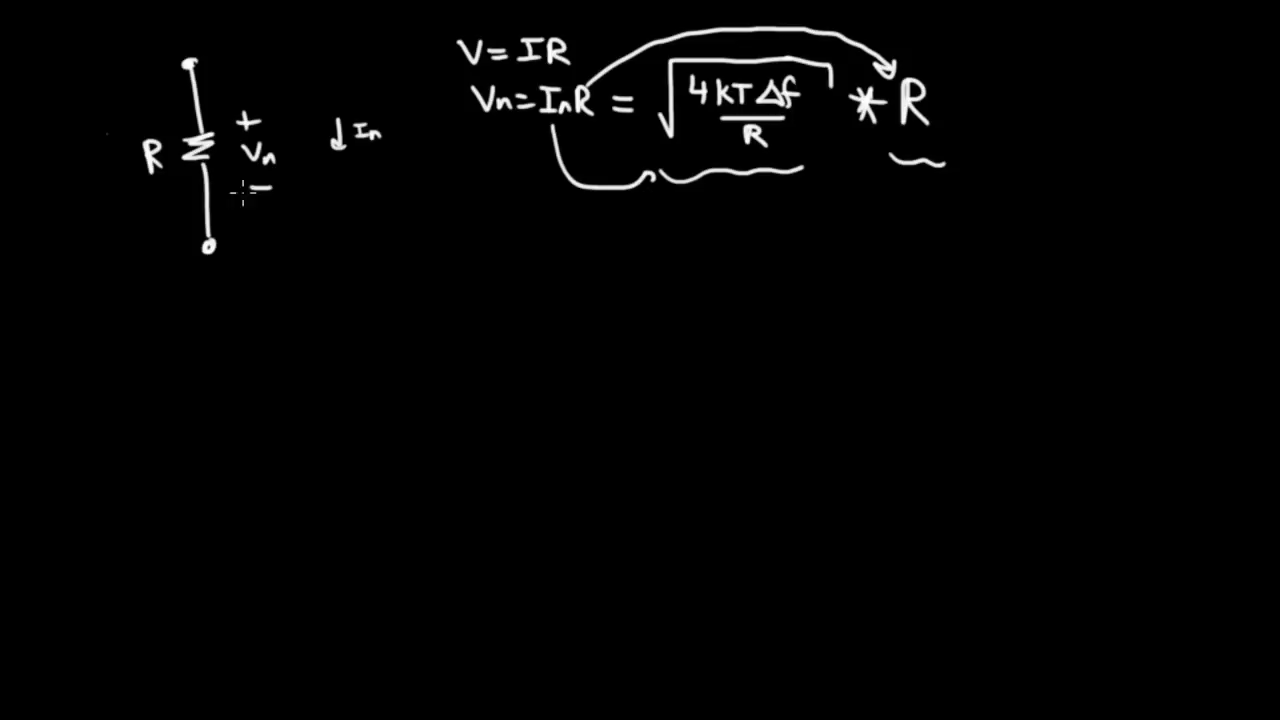 V = IR
Vn = InR = √(4kTΔf / R) * R
R
+
Vn
−
↓ In